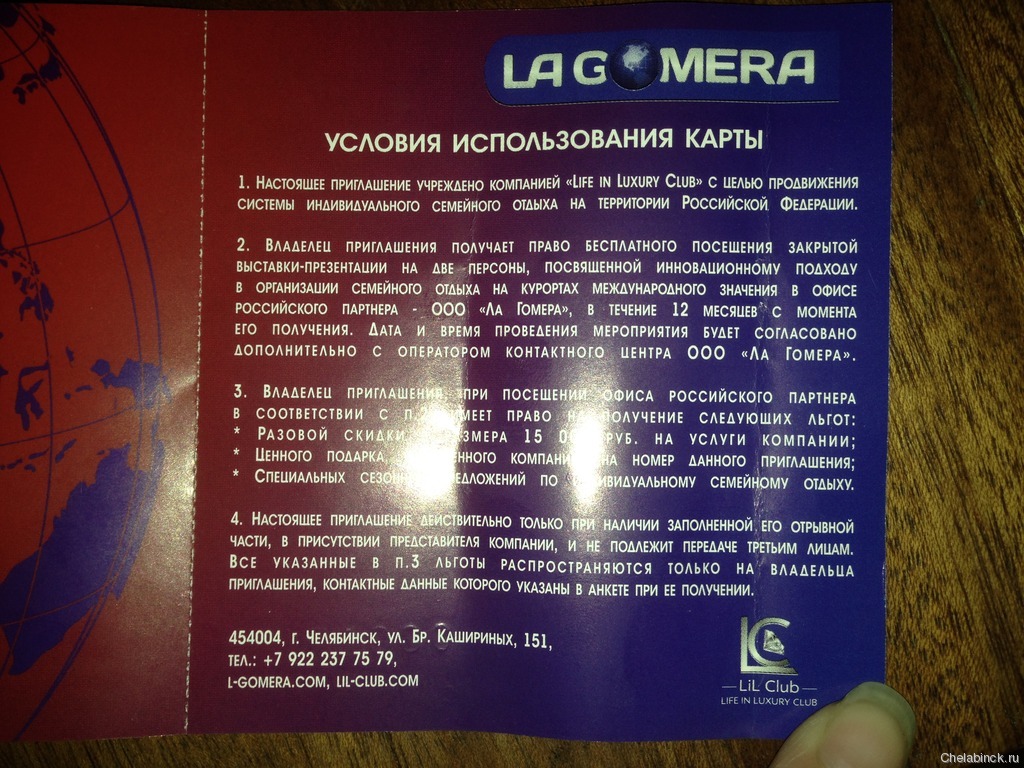 LA GOMERA
УСЛОВИЯ ИСПОЛЬЗОВАНИЯ КАРТЫ
1. Настоящее приглашение учреждено компанией «Life in Luxury Club» с целью продвижения
системы индивидуального семейного отдыха на территории Российской Федерации.
2. Владелец приглашения получает право бесплатного посещения закрытой
выставки-презентации на две персоны, посвященной инновационному подходу
в организации семейного отдыха на курортах международного значения в офисе
российского партнера - ООО «Ла Гомера», в течение 12 месяцев с момента
его получения. Дата и время проведения мероприятия будет согласовано
дополнительно с оператором контактного центра ООО «Ла Гомера».
3. Владелец приглашения, при посещении офиса российского партнера
в соответствии с имеет право на получение следующих льгот:
* Разовой скидки 15 руб. на услуги компании;
* Ценного подарка, на номер данного приглашения;
* Специальных по индивидуальному семейному отдыху.
4. Настоящее приглашение действительно только при наличии заполненной его отрывной
части, в присутствии представителя компании, и не подлежит передаче третьим лицам.
Все указанные в п.3 льготы распространяются только на владельца
приглашения, контактные данные которого указаны в анкете при ее получении.
454004, г. Челябинск, ул. Бр. Кашириных, 151,
тел.: +7 922 237 75 79,
l-gomera.com, lil-club.com
LC
LiL Club
LIFE IN LUXURY CLUB
Chelabinck.ru